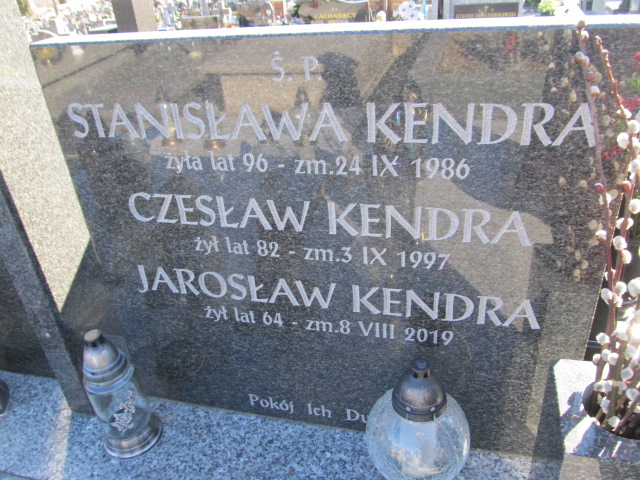 Ś. P.
STANISŁAWA KENDRA
żyła lat 96 - zm.24 IX 1986
CZESŁAW KENDRA
żył lat 82 - zm.3 IX 1997
JAROSŁAW KENDRA
żył lat 64 - zm.8 VIII 2019
Pokój Ich Du